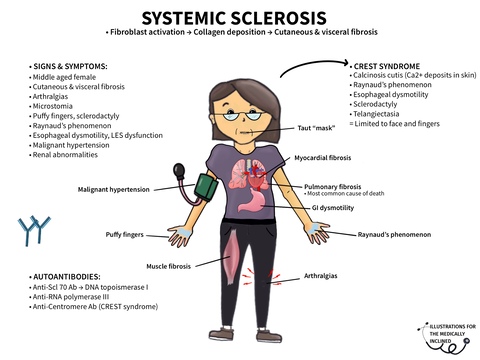 SYSTEMIC SCLEROSIS
• Fibroblast activation → Collagen deposition → Cutaneous & visceral fibrosis
• SIGNS & SYMPTOMS:
• Middle aged female
• Cutaneous & visceral fibrosis
• Arthralgias
• Microstomia
• Puffy fingers, sclerodactyly
• Raynaud's phenomenon
• Esophageal dysmotility, LES dysfunction
• Malignant hypertension
• Renal abnormalities
• CREST SYNDROME
• Calcinosis cutis (Ca2+ deposits in skin)
• Raynaud's phenomenon
• Esophageal dysmotility
• Sclerodactyly
• Telangiectasia
= Limited to face and fingers
Taut “mask”
Myocardial fibrosis
Malignant hypertension
Pulmonary fibrosis
• Most common cause of death
GI dysmotility
Puffy fingers
Raynaud's phenomenon
Muscle fibrosis
Arthralgias
• AUTOANTIBODIES:
• Anti-Scl 70 Ab → DNA topoismerase I
• Anti-RNA polymerase III
• Anti-Centromere Ab (CREST syndrome)
ILLUSTRATIONS FOR
THE MEDICALLY
INCLINED